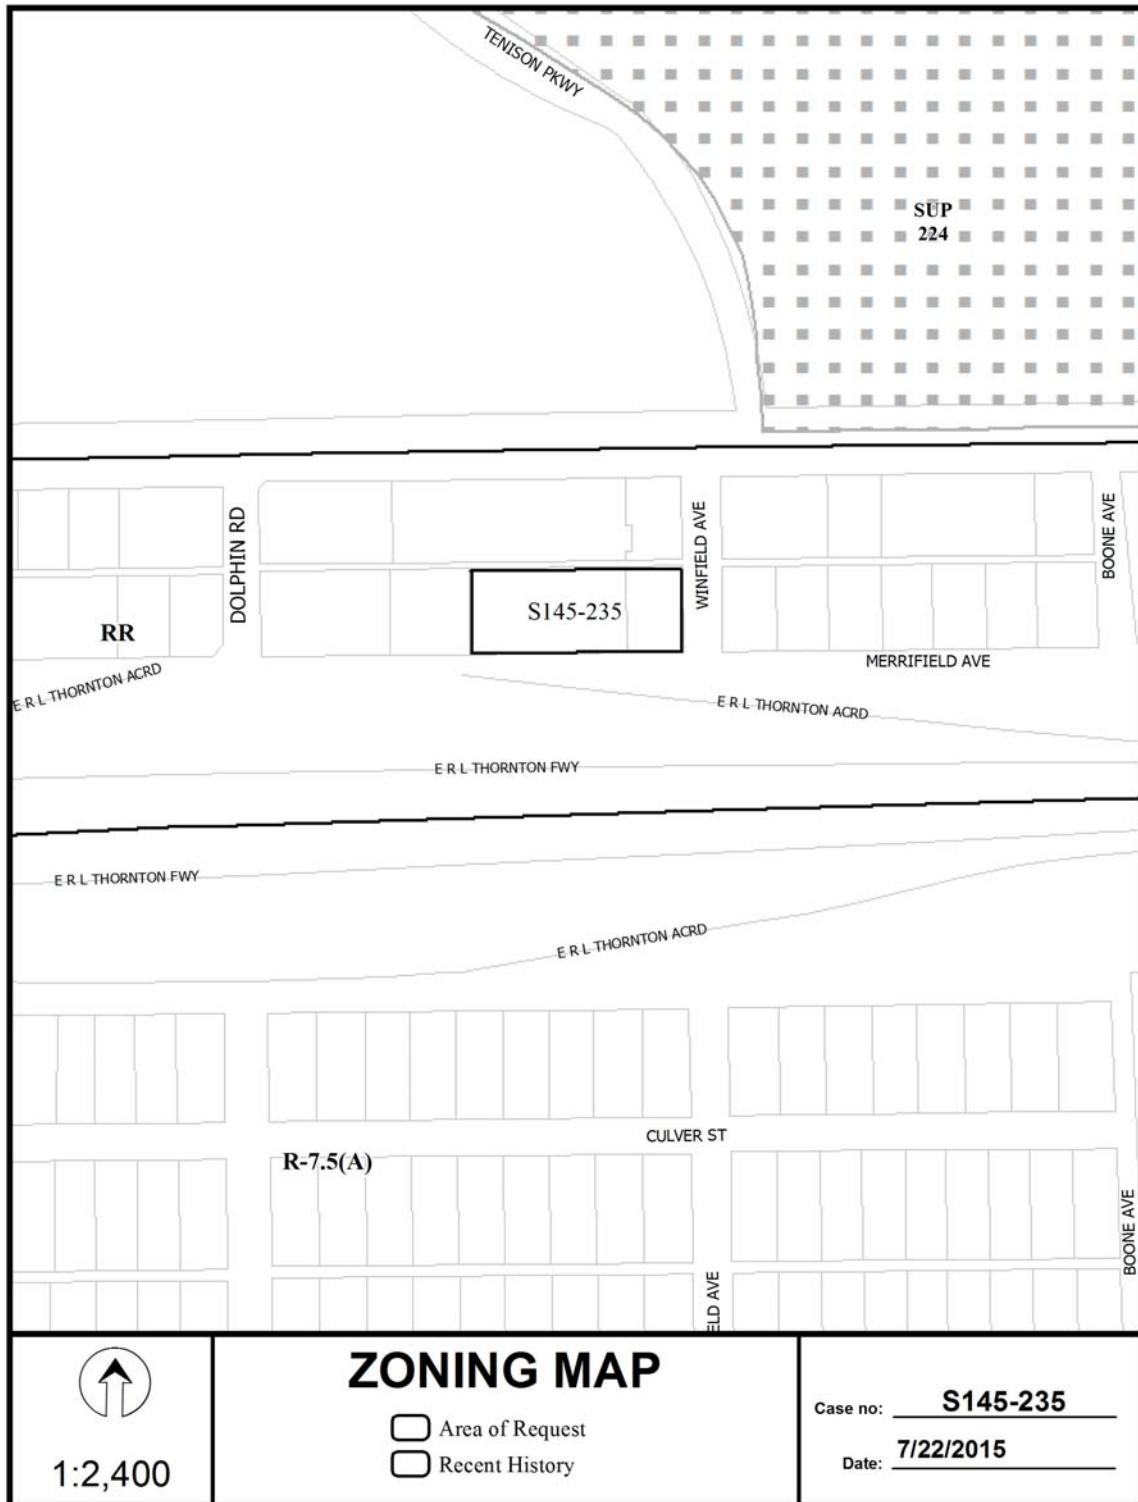 TENISON PKWY
SUP
224
DOLPHIN RD
WINFIELD AVE
BOONE AVE
S145-235
RR
MERRIFIELD AVE
E R L THORNTON ACRD
E R L THORNTON ACRD
E R L THORNTON FWY
E R L THORNTON FWY
E R L THORNTON ACRD
CULVER ST
R-7.5(A)
BOONE AVE
ELD AVE
1:2,400
ZONING MAP
Area of Request
Recent History
Case no: S145-235
Date: 7/22/2015